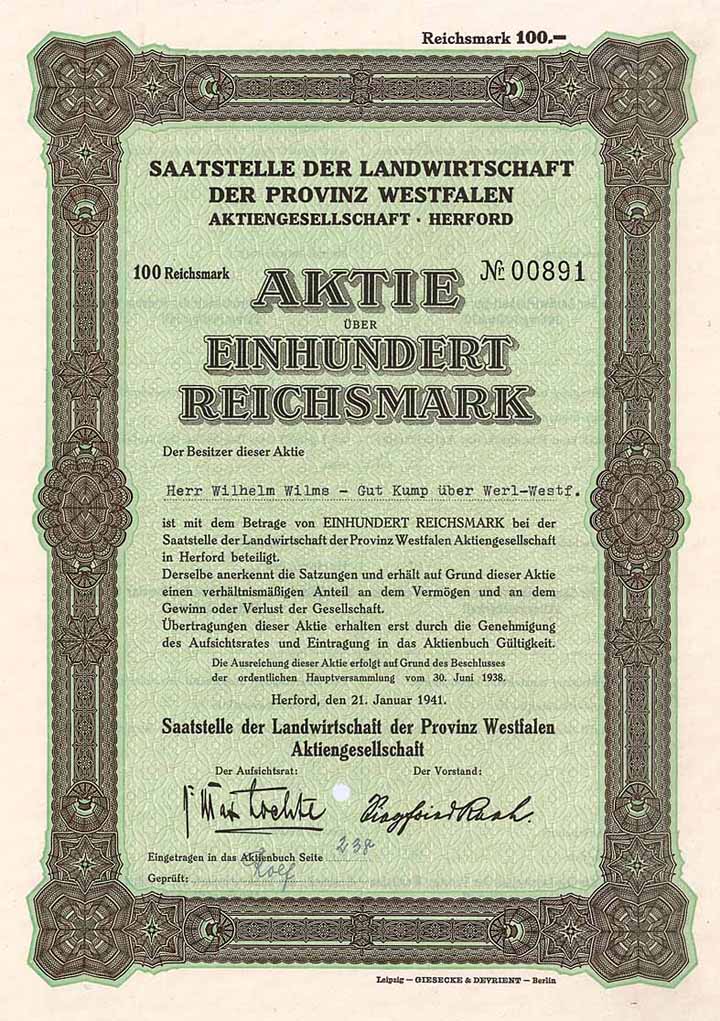 Reichsmark 100.—
SAATSTELLE DER LANDWIRTSCHAFT
DER PROVINZ WESTFALEN
AKTIENGESELLSCHAFT · HERFORD
100 Reichsmark
№ 00891
AKTIE
ÜBER
EINHUNDERT
REICHSMARK
Der Besitzer dieser Aktie
Herr Wilhelm Wilms - Gut Kump über Werl-Westf.
ist mit dem Betrage von EINHUNDERT REICHSMARK bei der
Saatstelle der Landwirtschaft der Provinz Westfalen Aktiengesellschaft
in Herford beteiligt.
Derselbe anerkennt die Satzungen und erhält auf Grund dieser Aktie
einen verhältnismäßigen Anteil an dem Vermögen und an dem
Gewinn oder Verlust der Gesellschaft.
Übertragungen dieser Aktie erhalten erst durch die Genehmigung
des Aufsichtsrates und Eintragung in das Aktienbuch Gültigkeit.
Die Ausreichung dieser Aktie erfolgt auf Grund des Beschlusses
der ordentlichen Hauptversammlung vom 30. Juni 1938.
Herford, den 21. Januar 1941.
Saatstelle der Landwirtschaft der Provinz Westfalen
Aktiengesellschaft
Der Aufsichtsrat:
Der Vorstand:
Eingetragen in das Aktienbuch Seite 238
Geprüft:
Leipzig — GIESECKE & DEVRIENT — Berlin